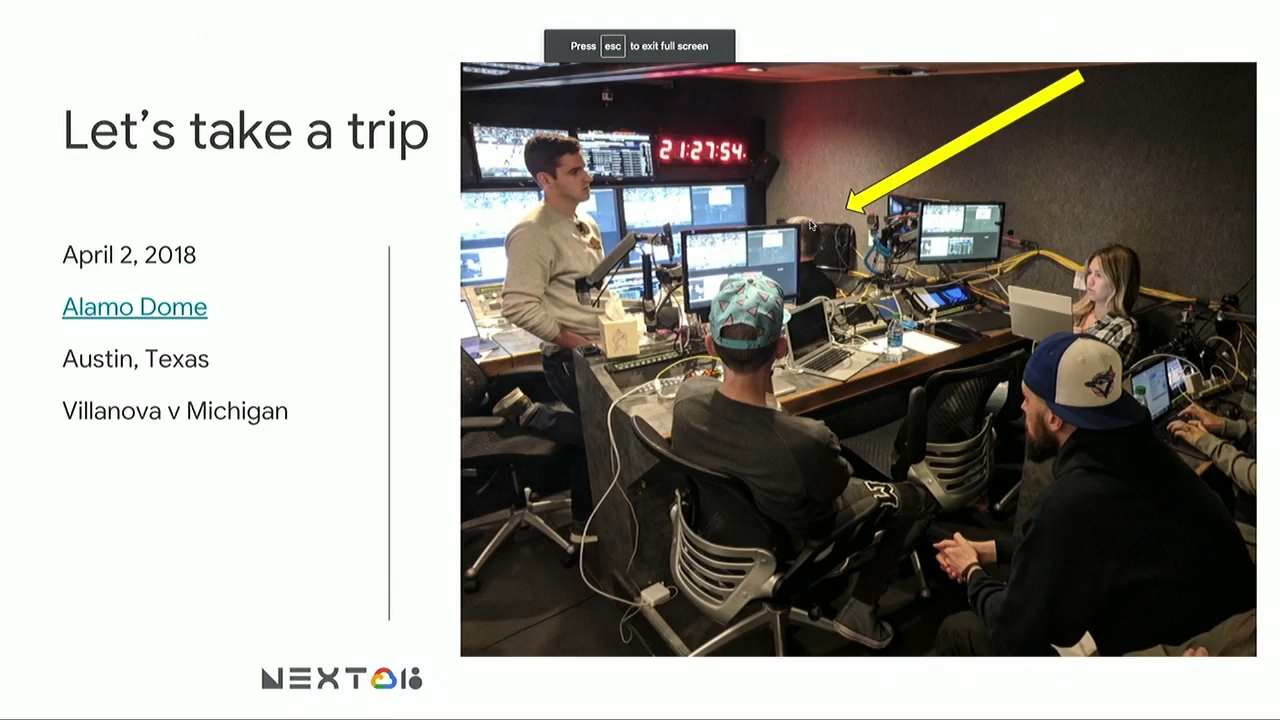 Press esc to exit full screen
Let's take a trip
21:27:54
April 2, 2018
Alamo Dome
Austin, Texas
Villanova v Michigan
NEXT 18